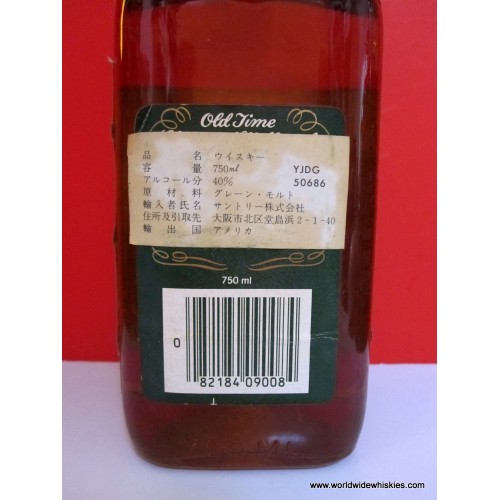 Old Time
品 名 ウイスキー
容 量 750ml YJDG
アルコール分 40% 50686
原 材 料 グレーン・モルト
輸入者氏名 サントリー株式会社
住所及引取先 大阪市北区堂島浜2-1-40
輸 出 国 アメリカ
750 ml
0
82184 09008
www.worldwidewhiskies.com